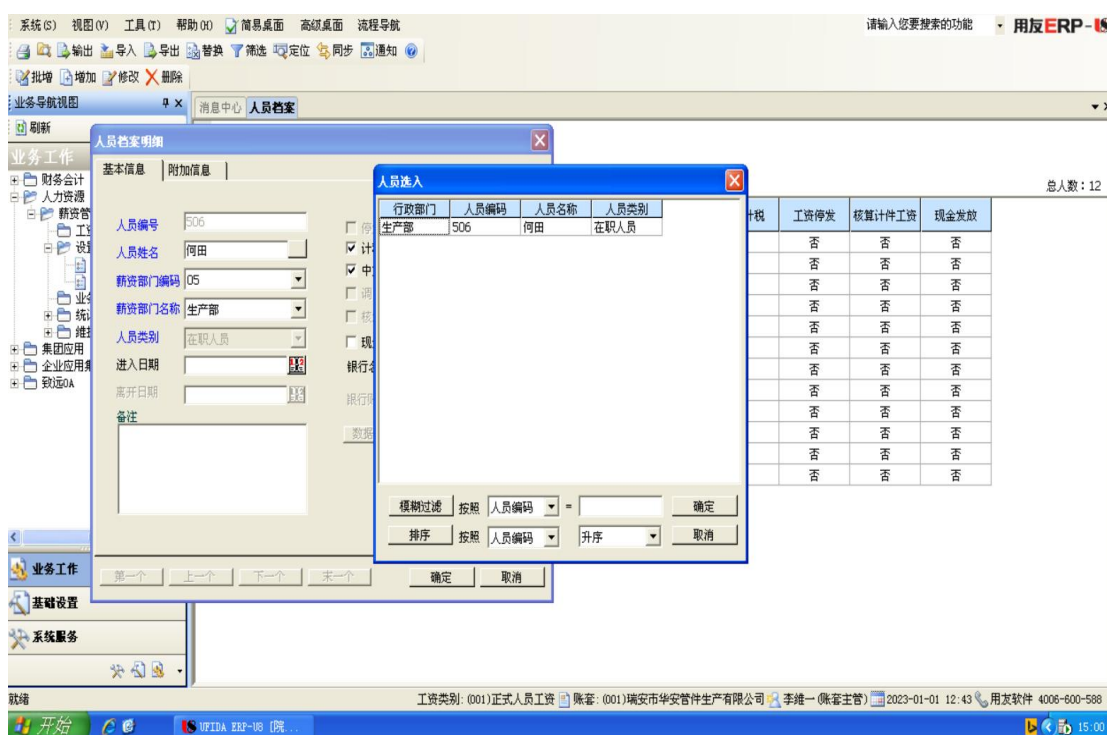 系统(S) 视图(V) 工具(T) 帮助(H) 简易桌面 高级桌面 流程导航 请输入您要搜索的功能 用友ERP-
输出 导入 导出 替换 筛选 定位 同步 通知
批增 增加 修改 删除
业务导航视图 消息中心 人员档案
刷新
业务工作
财务会计
人力资源
薪资管
业务
统计
集团应用
企业应用集
致远OA
总人数:12
税 工资停发 核算计件工资 现金发放
否 否 否
否 否 否
否 否 否
否 否 否
否 否 否
否 否 否
否 否 否
否 否 否
否 否 否
否 否 否
否 否 否
否 否 否
人员档案明细
基本信息 附加信息
人员编号 506
人员姓名 何田
薪资部门编码 05
薪资部门名称 生产部
人员类别 在职人员
进入日期
离开日期
备注
银行名
数据
第一个 上一个 下一个 末一个 确定 取消
人员选入
行政部门 人员编码 人员名称 人员类别
生产部 506 何田 在职人员
模糊过滤 按照 人员编码 = 确定
排序 按照 人员编码 升序 取消
业务工作
基础设置
系统服务
就绪 工资类别: (001)正式人员工资 账套: (001)瑞安市华安管件生产有限公司 李维一 (账套主管) 2023-01-01 12:43 用友软件 4006-600-588
开始 UFIDA ERP-U8 [院... 15:00